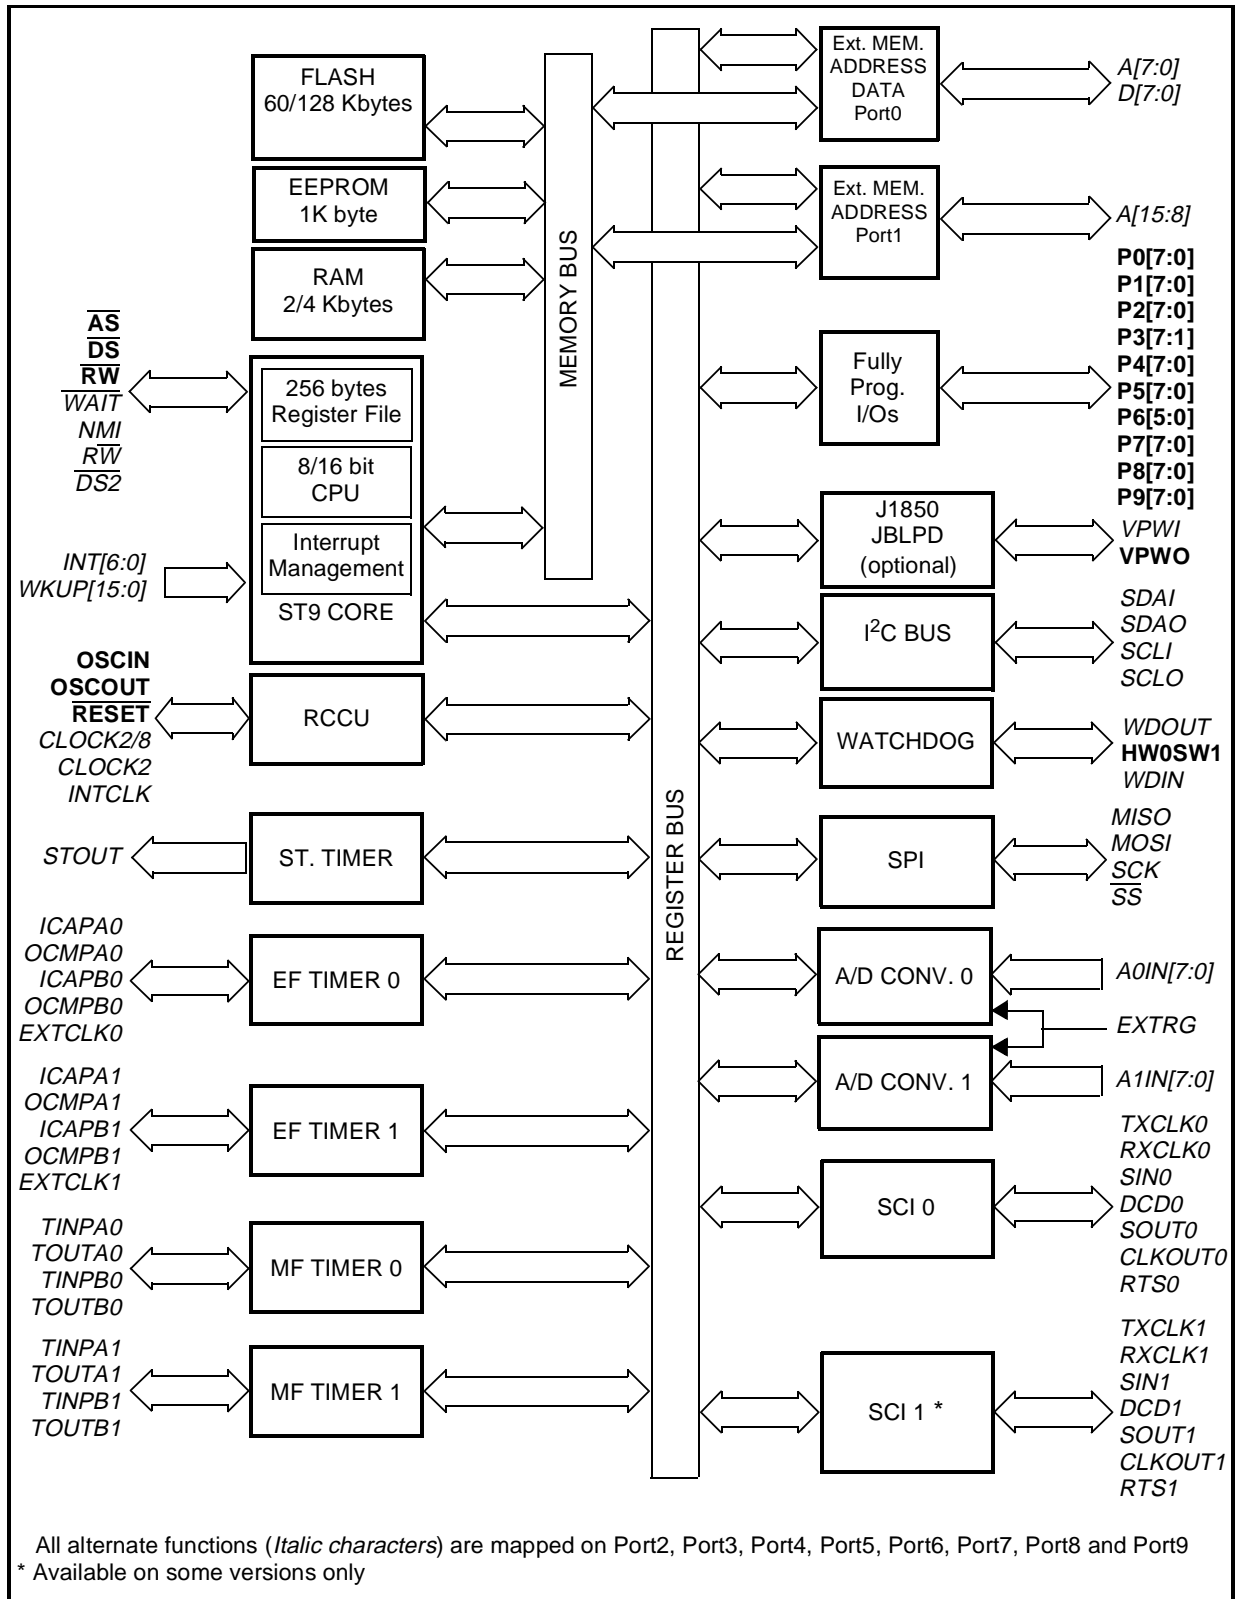 FLASH
60/128 Kbytes
EEPROM
1K byte
RAM
2/4 Kbytes
A̅S̅
D̅S̅
R̅W̅
W̅A̅I̅T̅
NMI
RW̅
D̅S̅2̅
256 bytes
Register File
8/16 bit
CPU
Interrupt
Management
ST9 CORE
INT[6:0]
WKUP[15:0]
OSCIN
OSCOUT
R̅E̅S̅E̅T̅
CLOCK2/8
CLOCK2
INTCLK
RCCU
STOUT
ST. TIMER
ICAPA0
OCMPA0
ICAPB0
OCMPB0
EXTCLK0
EF TIMER 0
ICAPA1
OCMPA1
ICAPB1
OCMPB1
EXTCLK1
EF TIMER 1
TINPA0
TOUTA0
TINPB0
TOUTB0
MF TIMER 0
TINPA1
TOUTA1
TINPB1
TOUTB1
MF TIMER 1
MEMORY BUS
REGISTER BUS
Ext. MEM.
ADDRESS
DATA
Port0
A[7:0]
D[7:0]
Ext. MEM.
ADDRESS
Port1
A[15:8]
Fully
Prog.
I/Os
P0[7:0]
P1[7:0]
P2[7:0]
P3[7:1]
P4[7:0]
P5[7:0]
P6[5:0]
P7[7:0]
P8[7:0]
P9[7:0]
J1850
JBLPD
(optional)
VPWI
VPWO
I²C BUS
SDAI
SDAO
SCLI
SCLO
WATCHDOG
WDOUT
HW0SW1
WDIN
SPI
MISO
MOSI
SCK
S̅S̅
A/D CONV. 0
A0IN[7:0]
EXTRG
A/D CONV. 1
A1IN[7:0]
SCI 0
TXCLK0
RXCLK0
SIN0
DCD0
SOUT0
CLKOUT0
RTS0
SCI 1 *
TXCLK1
RXCLK1
SIN1
DCD1
SOUT1
CLKOUT1
RTS1
All alternate functions (Italic characters) are mapped on Port2, Port3, Port4, Port5, Port6, Port7, Port8 and Port9
* Available on some versions only